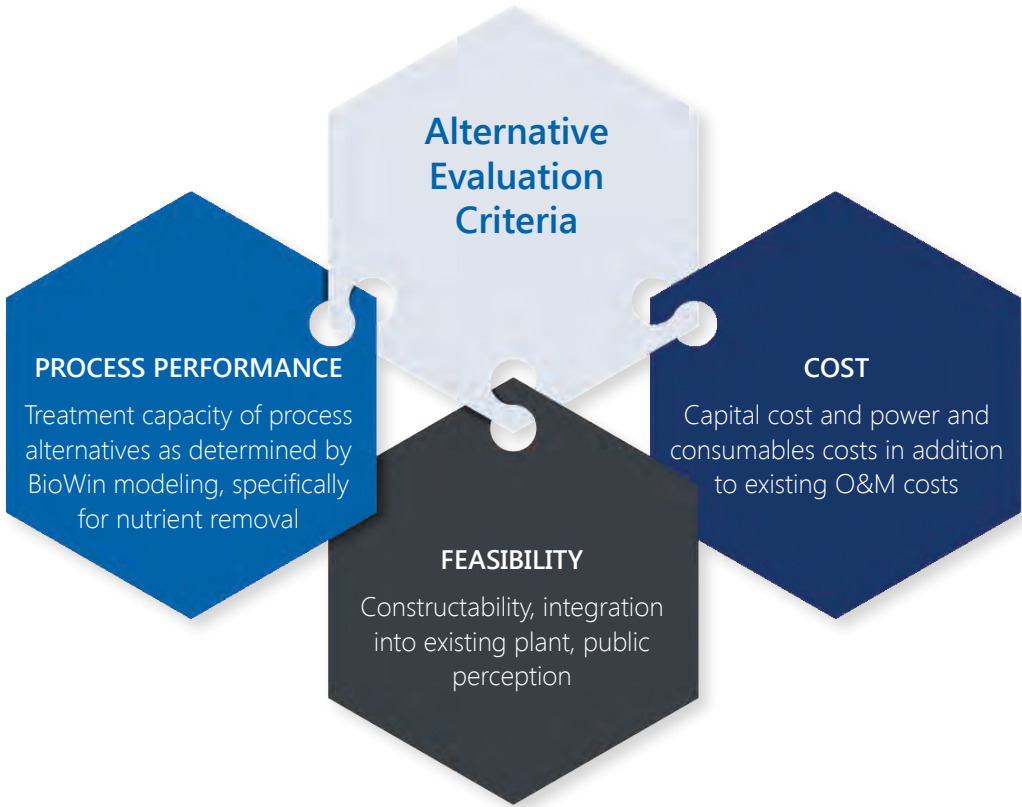 Alternative
Evaluation
Criteria
PROCESS PERFORMANCE
Treatment capacity of process
alternatives as determined by
BioWin modeling, specifically
for nutrient removal
COST
Capital cost and power and
consumables costs in addition
to existing O&M costs
FEASIBILITY
Constructability, integration
into existing plant, public
perception